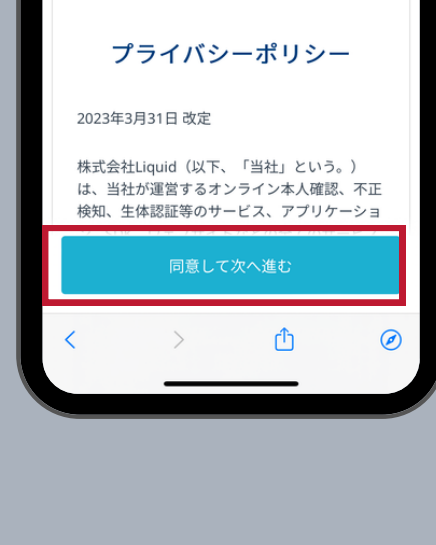 プライバシーポリシー
2023年3月31日 改定
株式会社Liquid（以下、「当社」という。）
は、当社が運営するオンライン本人確認、不正
検知、生体認証等のサービス、アプリケーショ
同意して次へ進む